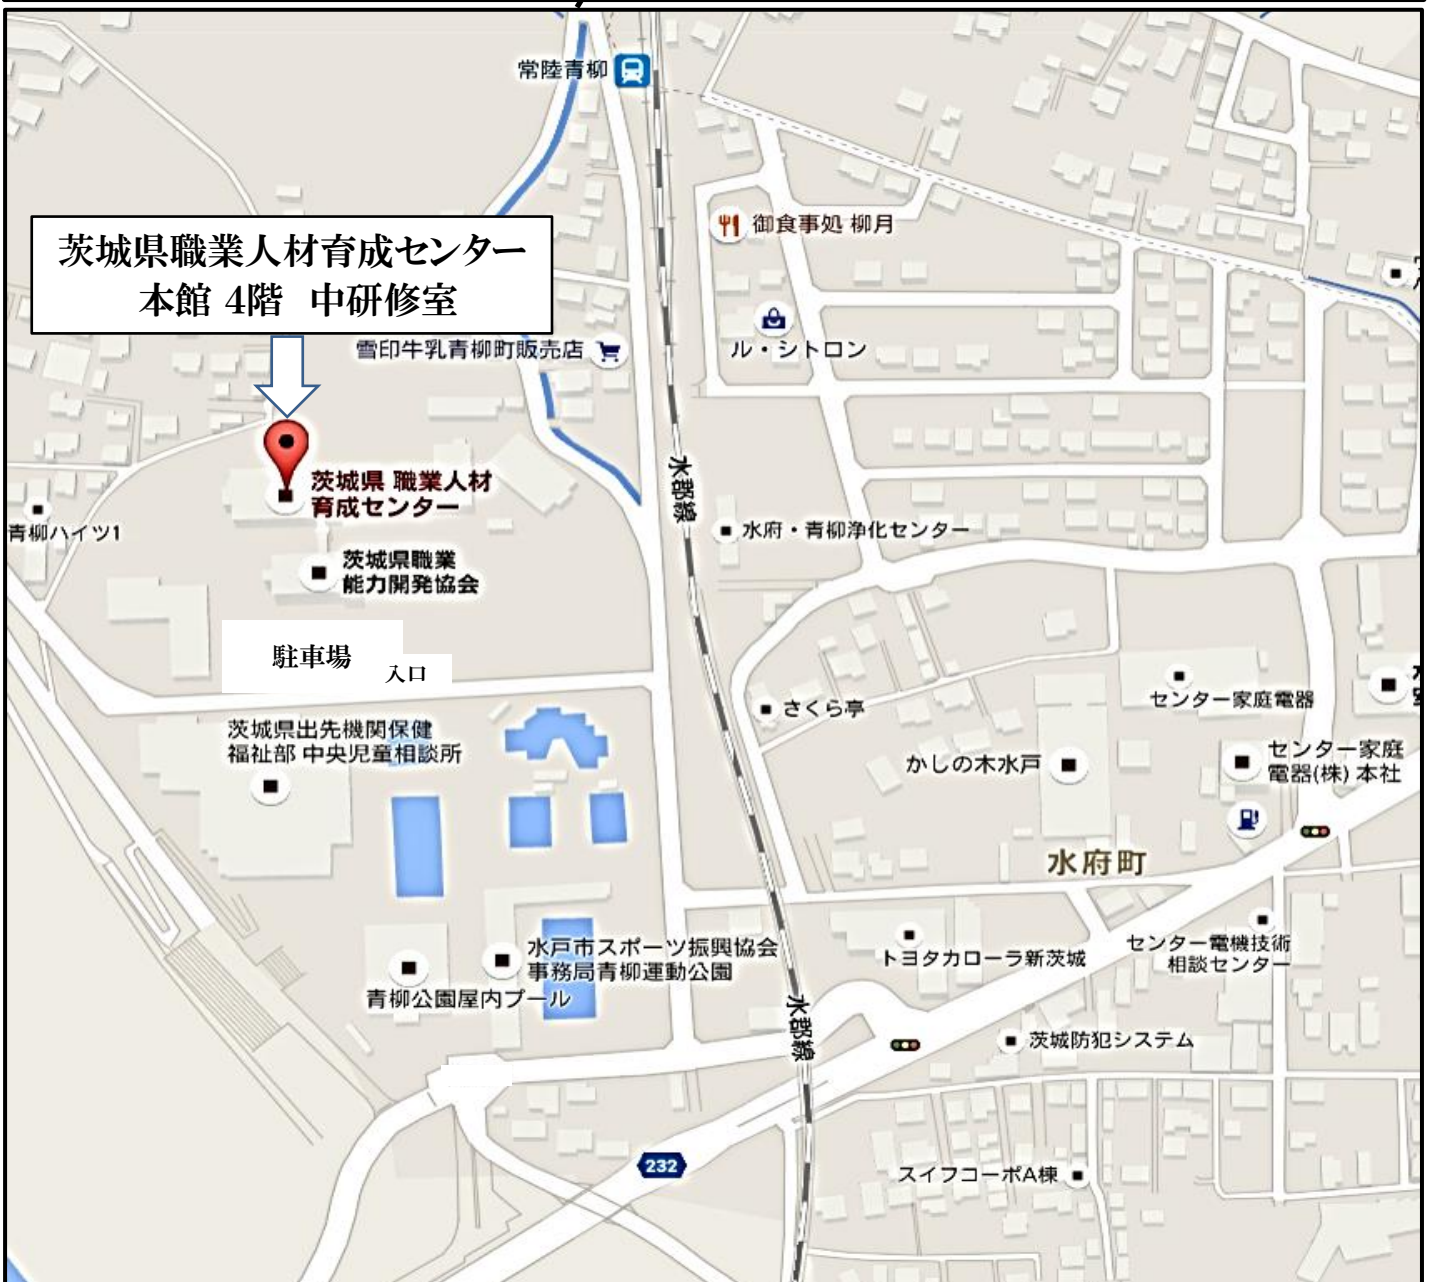 常陸青柳
御食事処 柳月
茨城県職業人材育成センター
本館 4階 中研修室
雪印牛乳青柳町販売店
ル・シトロン
茨城県 職業人材
育成センター
水郡線
青柳ハイツ1
水府・青柳浄化センター
茨城県職業
能力開発協会
駐車場
入口
センター家庭電器
さくら亭
茨城県出先機関保健
福祉部 中央児童相談所
かしの木水戸
センター家庭
電器(株) 本社
水府町
水戸市スポーツ振興協会
事務局青柳運動公園
青柳公園屋内プール
トヨタカローラ新茨城
センター電機技術
相談センター
水郡線
茨城防犯システム
232
スイフコーポA棟